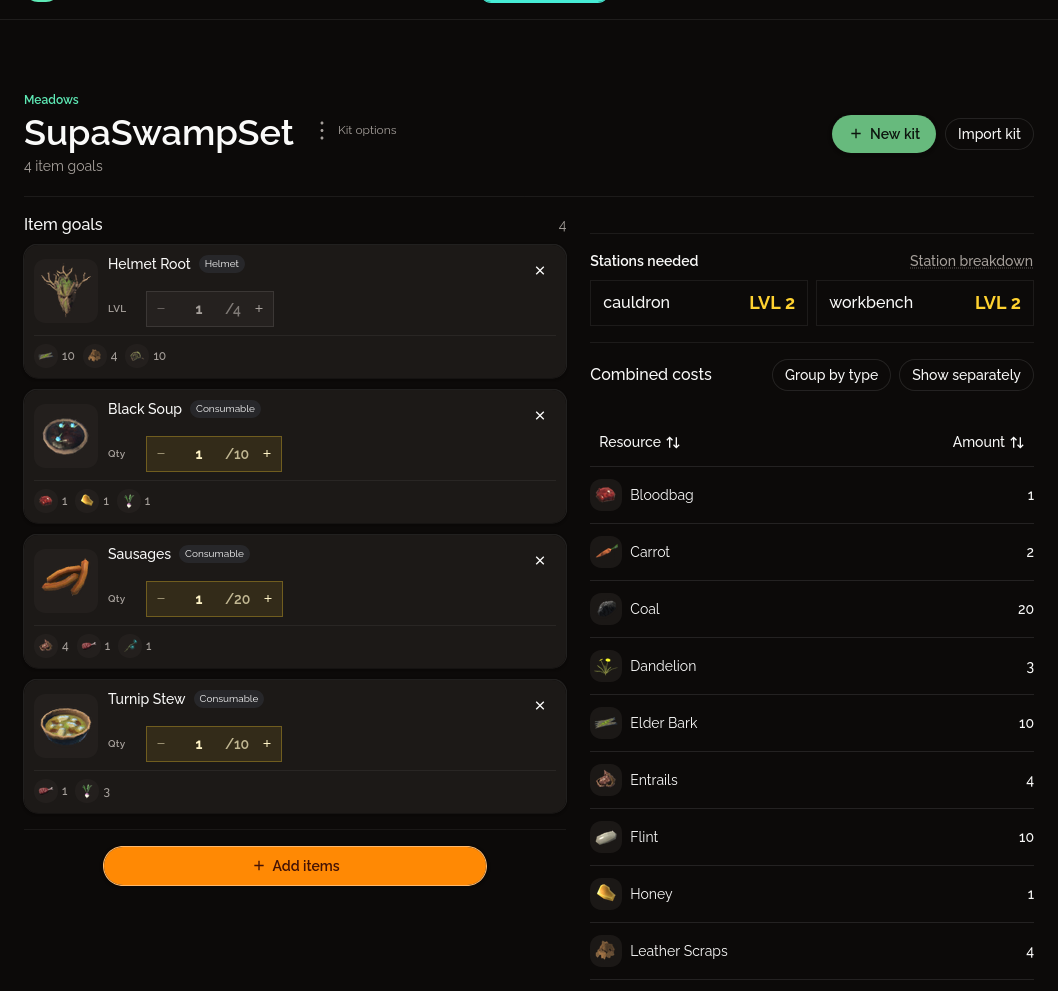 Meadows
SupaSwampSet
Kit options
4 item goals
+ New kit
Import kit
Item goals
4
Helmet Root
Helmet
LVL
− 1 /4 +
10 4 10
Black Soup
Consumable
Qty
− 1 /10 +
1 1 1
Sausages
Consumable
Qty
− 1 /20 +
4 1 1
Turnip Stew
Consumable
Qty
− 1 /10 +
1 3
+ Add items
Stations needed
Station breakdown
cauldron LVL 2
workbench LVL 2
Combined costs
Group by type
Show separately
Resource
Amount
Bloodbag 1
Carrot 2
Coal 20
Dandelion 3
Elder Bark 10
Entrails 4
Flint 10
Honey 1
Leather Scraps 4